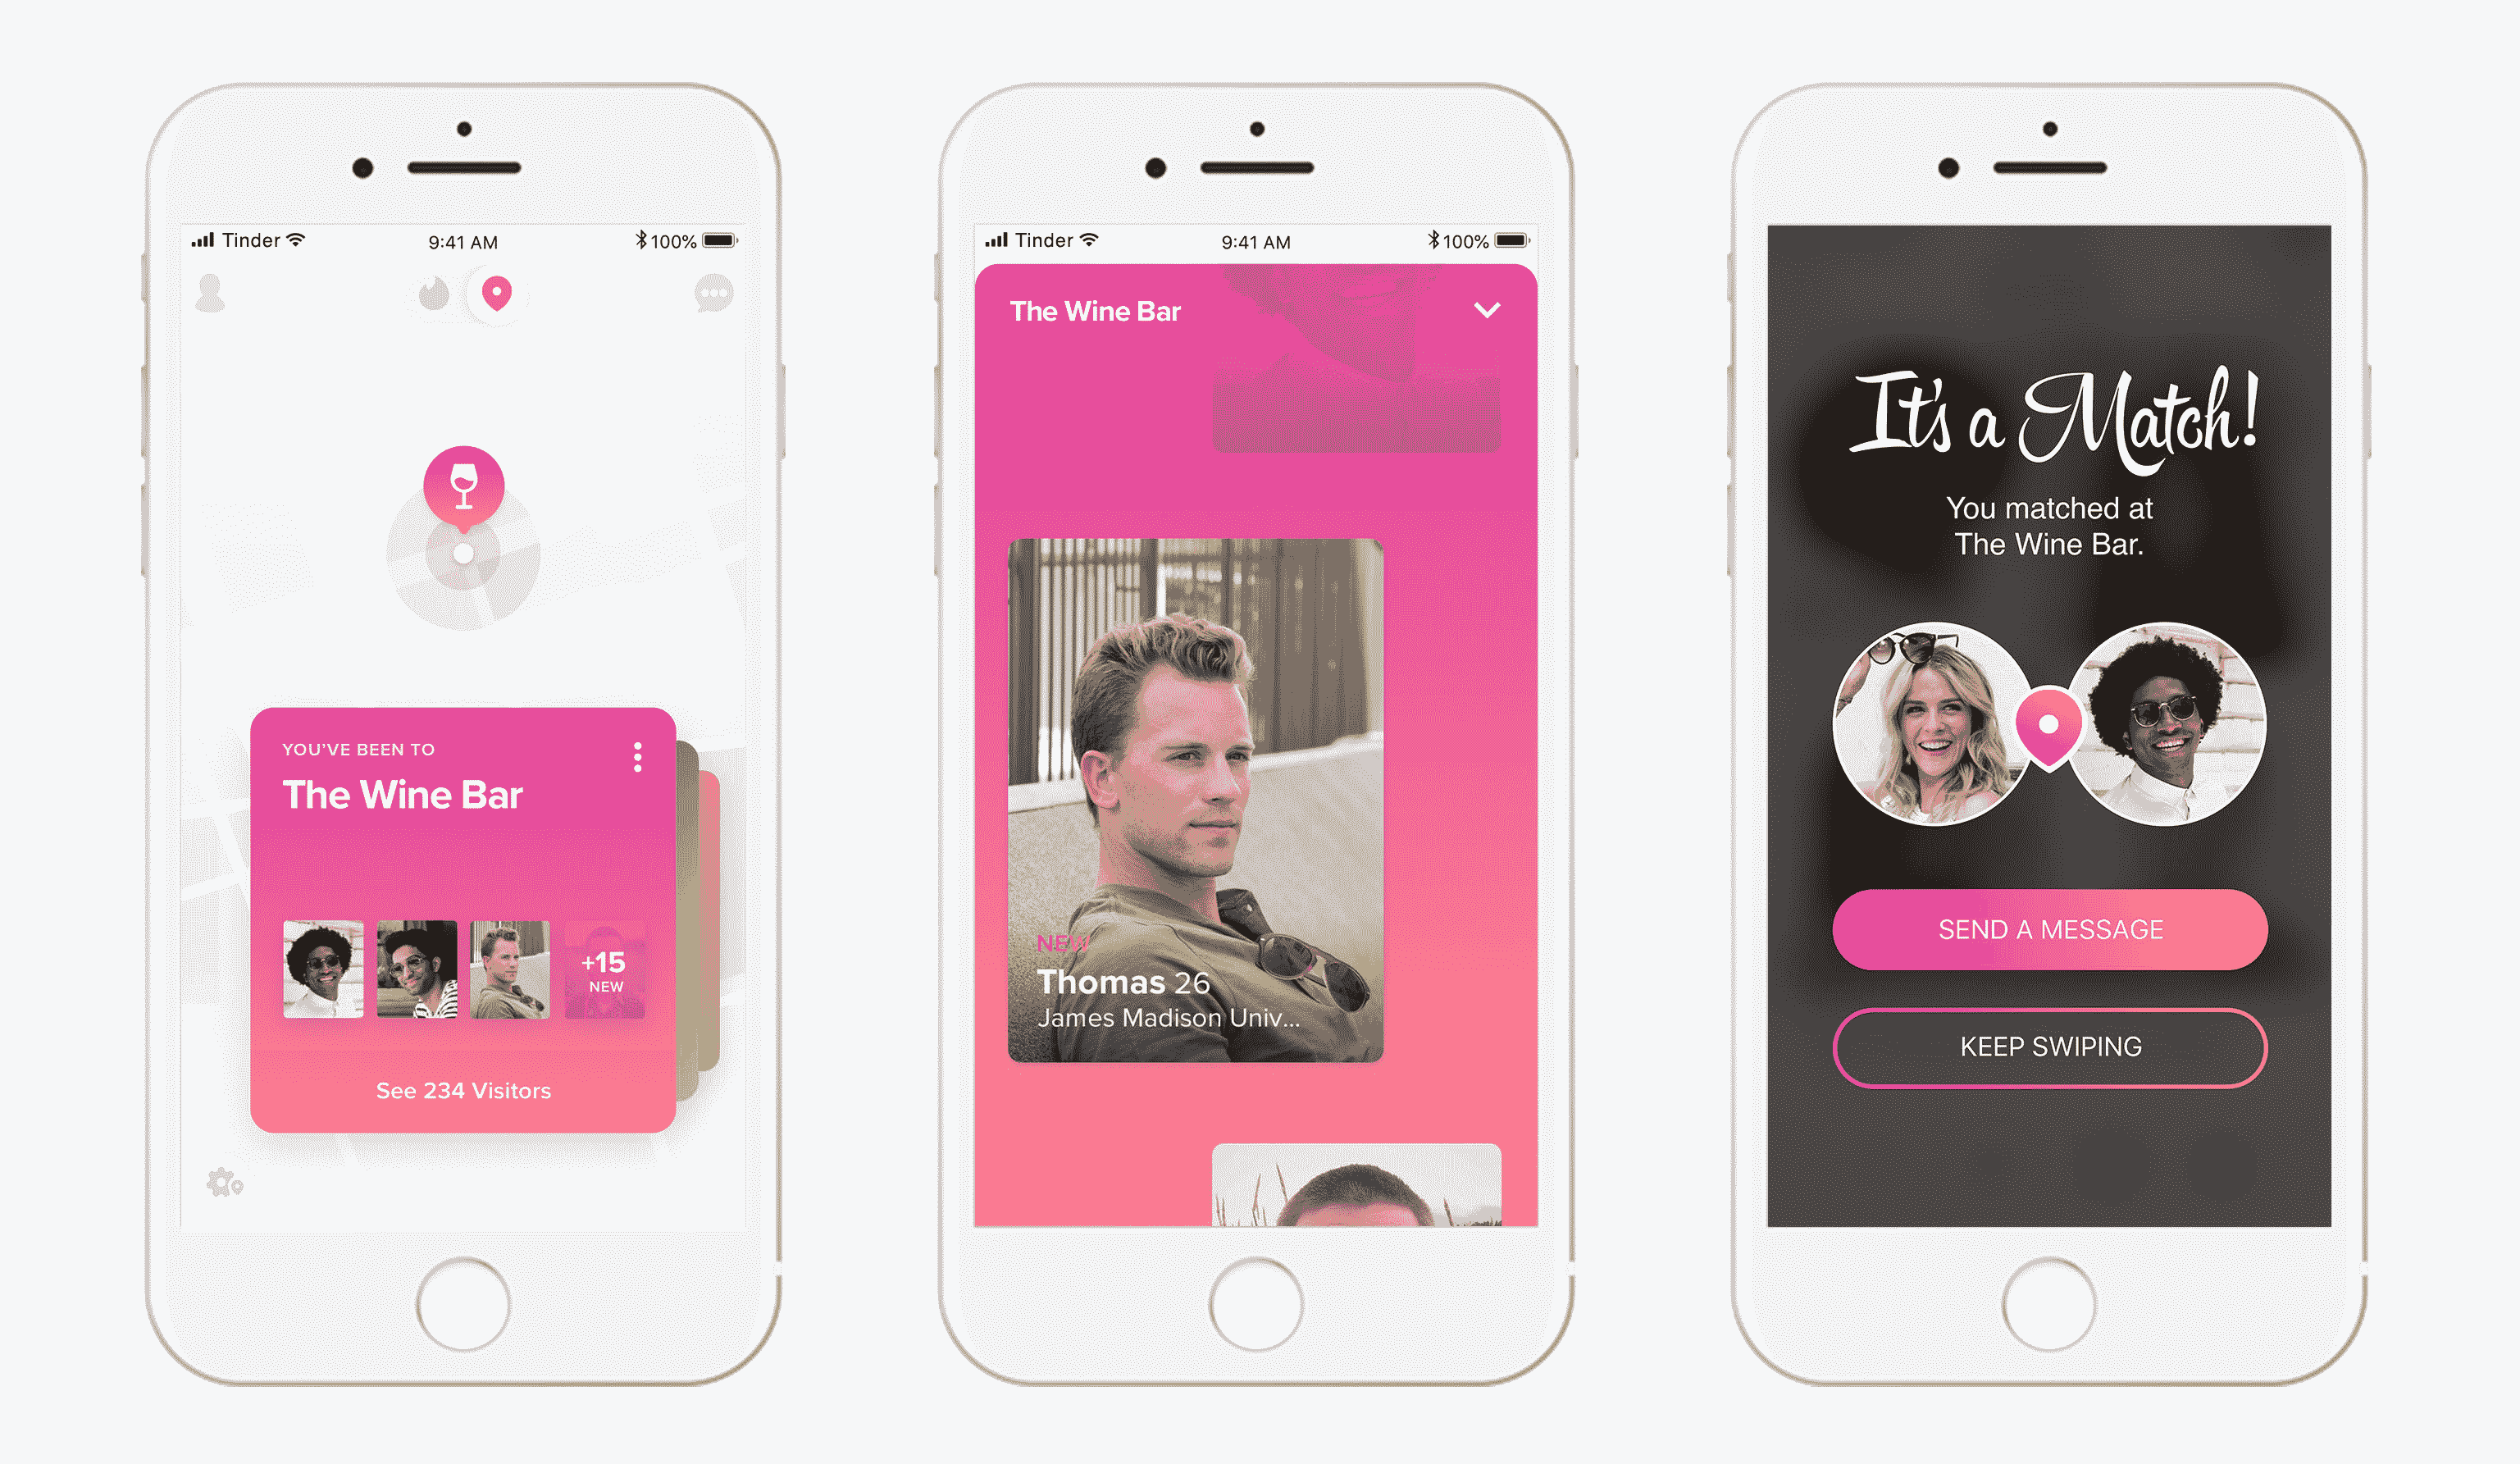 Tinder 9:41 AM 100%
YOU'VE BEEN TO
The Wine Bar
+15
NEW
See 234 Visitors
Tinder 9:41 AM 100%
The Wine Bar
NEW
Thomas 26
James Madison Univ...
It's a Match!
You matched at
The Wine Bar.
SEND A MESSAGE
KEEP SWIPING